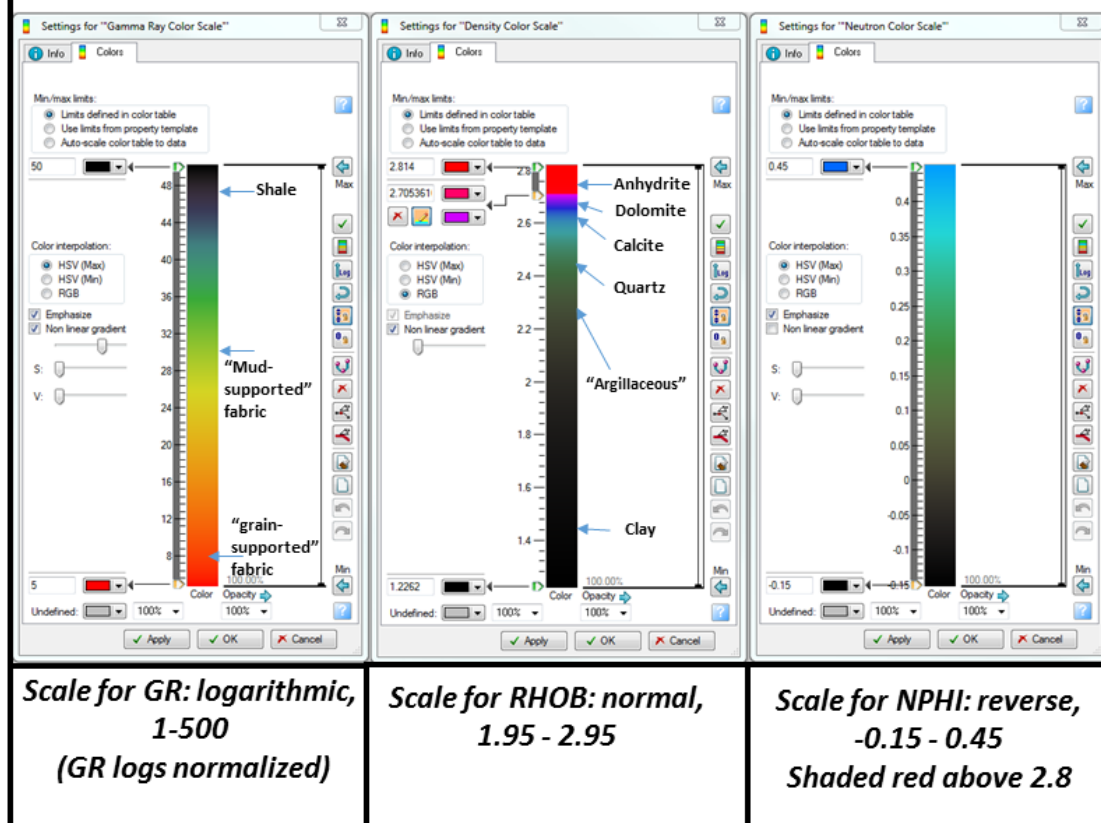 Settings for '"Gamma Ray Color Scale"'
Info
Colors
Min/max limits:
Limits defined in color table
Use limits from property template
Auto-scale color table to data
50
Max
48
44
40
36
32
28
24
20
16
12
8
Shale
"Mud-
supported"
fabric
"grain-
supported"
fabric
Color interpolation:
HSV (Max)
HSV (Min)
RGB
Emphasize
Non linear gradient
S:
V:
Log
Min
5
100.00%
Color
Opacity
Undefined:
100%
100%
Apply
OK
Cancel
Settings for '"Density Color Scale"'
Info
Colors
Min/max limits:
Limits defined in color table
Use limits from property template
Auto-scale color table to data
2.814
2.705361
Max
2.8
2.6
2.4
2.2
2
1.8
1.6
1.4
Anhydrite
Dolomite
Calcite
Quartz
"Argillaceous"
Clay
Color interpolation:
HSV (Max)
HSV (Min)
RGB
Emphasize
Non linear gradient
Log
Min
1.2262
100.00%
Color
Opacity
Undefined:
100%
100%
Apply
OK
Cancel
Settings for '"Neutron Color Scale"'
Info
Colors
Min/max limits:
Limits defined in color table
Use limits from property template
Auto-scale color table to data
0.45
Max
0.4
0.35
0.3
0.25
0.2
0.15
0.1
0.05
0
-0.05
-0.1
-0.15
Color interpolation:
HSV (Max)
HSV (Min)
RGB
Emphasize
Non linear gradient
S:
V:
Log
Min
-0.15
100.00%
Color
Opacity
Undefined:
100%
100%
Apply
OK
Cancel
Scale for GR: logarithmic,
1-500
(GR logs normalized)
Scale for RHOB: normal,
1.95 - 2.95
Scale for NPHI: reverse,
-0.15 - 0.45
Shaded red above 2.8